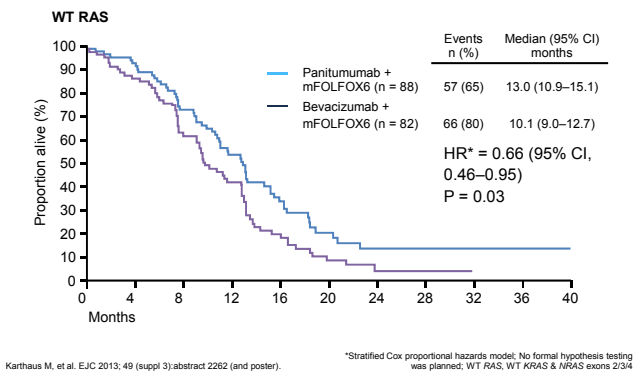 WT RAS
Events
n (%)
Median (95% CI)
months
Panitumumab +
mFOLFOX6 (n = 88)
57 (65)
13.0 (10.9–15.1)
Bevacizumab +
mFOLFOX6 (n = 82)
66 (80)
10.1 (9.0–12.7)
HR* = 0.66 (95% CI,
0.46–0.95)
P = 0.03
Proportion alive (%)
100
90
80
70
60
50
40
30
20
10
0
0 4 8 12 16 20 24 28 32 36 40
Months
Karthaus M, et al. EJC 2013; 49 (suppl 3):abstract 2262 (and poster).
*Stratified Cox proportional hazards model; No formal hypothesis testing
was planned; WT RAS, WT KRAS & NRAS exons 2/3/4